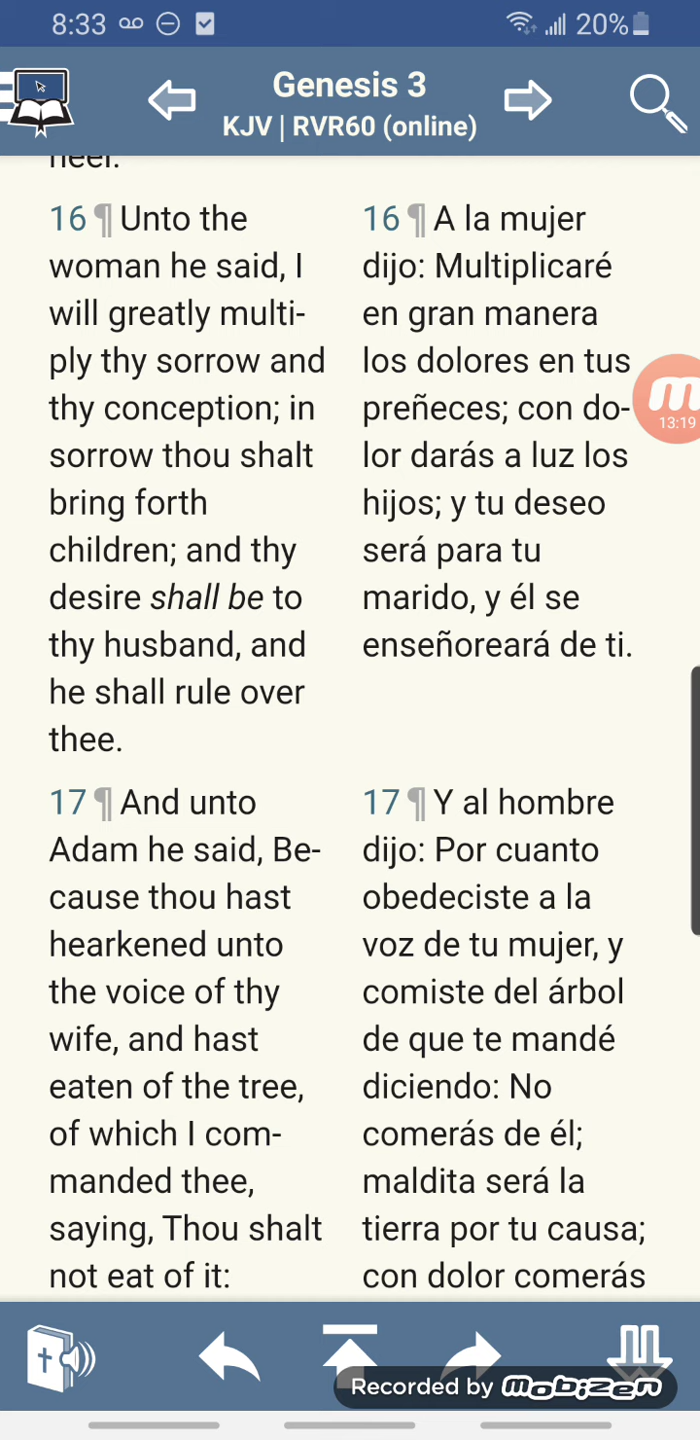 8:33
20%
Genesis 3
KJV | RVR60 (online)
heel.
16 ¶ Unto the
woman he said, I
will greatly multi-
ply thy sorrow and
thy conception; in
sorrow thou shalt
bring forth
children; and thy
desire shall be to
thy husband, and
he shall rule over
thee.
17 ¶ And unto
Adam he said, Be-
cause thou hast
hearkened unto
the voice of thy
wife, and hast
eaten of the tree,
of which I com-
manded thee,
saying, Thou shalt
not eat of it:
16 ¶ A la mujer
dijo: Multiplicaré
en gran manera
los dolores en tus
preñeces; con do-
lor darás a luz los
hijos; y tu deseo
será para tu
marido, y él se
enseñoreará de ti.
17 ¶ Y al hombre
dijo: Por cuanto
obedeciste a la
voz de tu mujer, y
comiste del árbol
de que te mandé
diciendo: No
comerás de él;
maldita será la
tierra por tu causa;
con dolor comerás
m
13:19
Recorded by Mobizen